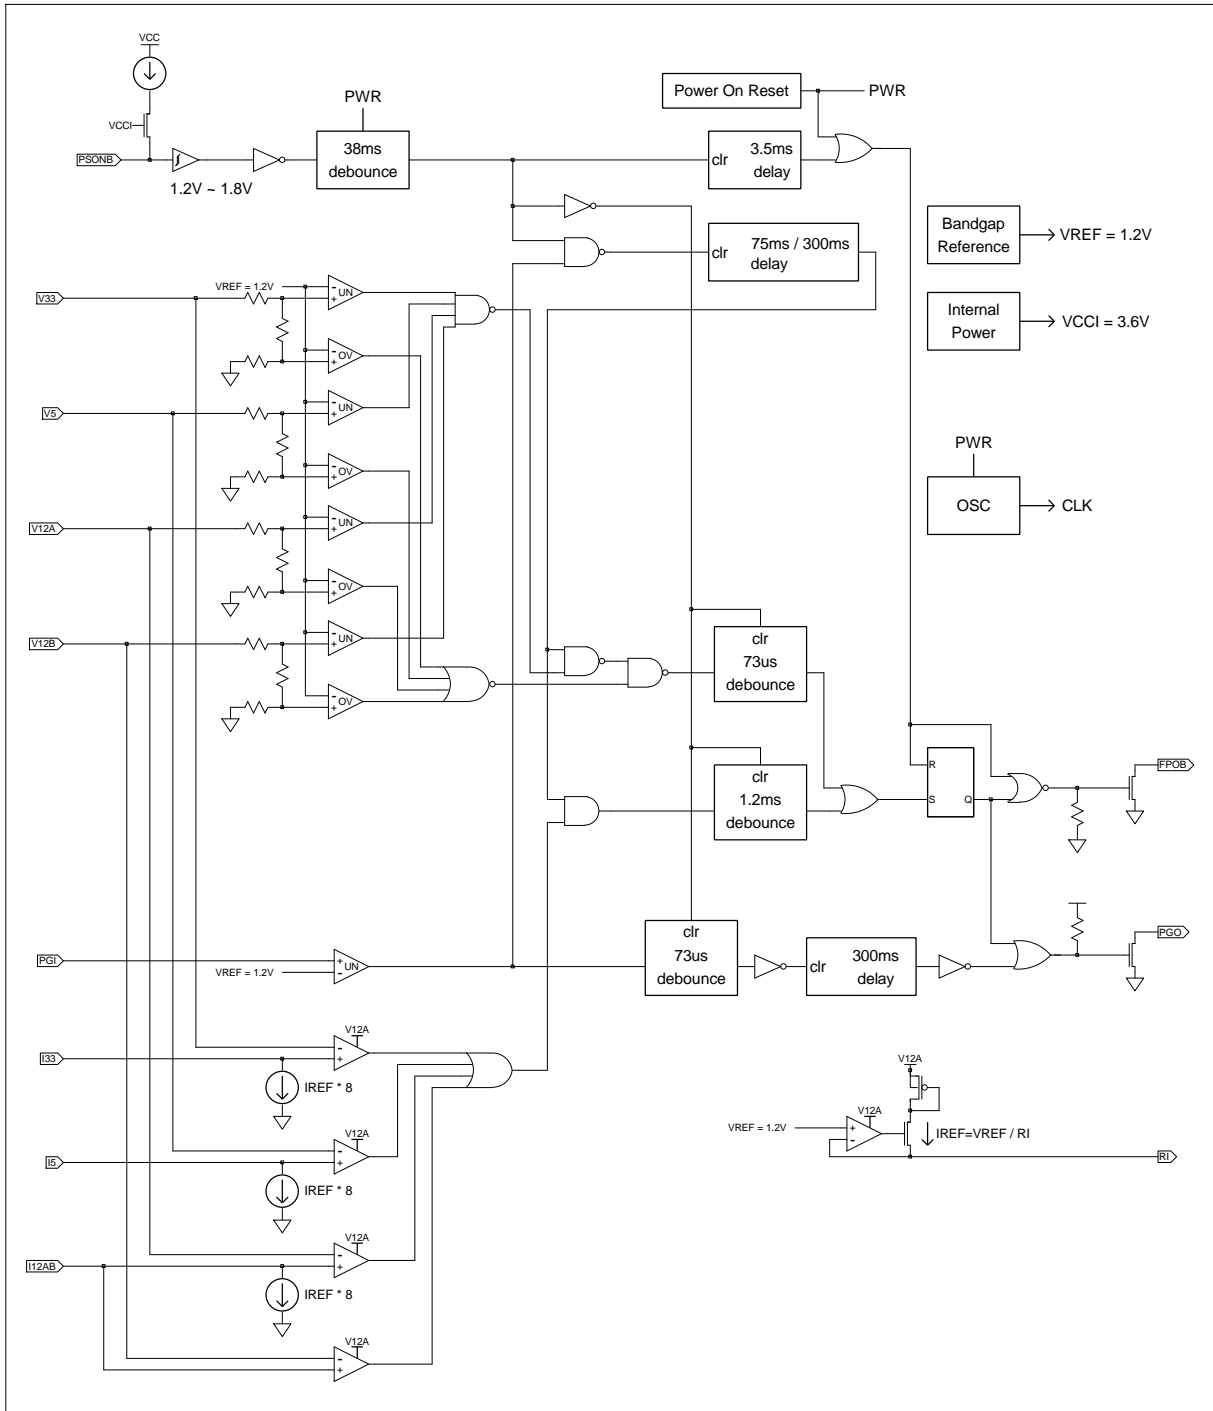 VCC
VCCI
PSONB
1.2V ~ 1.8V
PWR
38ms
debounce
Power On Reset
PWR
clr
3.5ms
delay
clr
75ms / 300ms
delay
Bandgap
Reference
VREF = 1.2V
Internal
Power
VCCI = 3.6V
PWR
OSC
CLK
V33
VREF = 1.2V
- + UN
- + OV
V5
- + UN
- + OV
V12A
- + UN
- + OV
V12B
- + UN
- + OV
clr
73us
debounce
clr
1.2ms
debounce
R
S
Q
FPOB
PGI
VREF = 1.2V
+ - UN
clr
73us
debounce
clr
300ms
delay
PGO
I33
V12A
- +
IREF * 8
I5
V12A
- +
IREF * 8
I12AB
V12A
- +
IREF * 8
V12A
- +
V12A
V12A
VREF = 1.2V
+ -
IREF=VREF / RI
RI